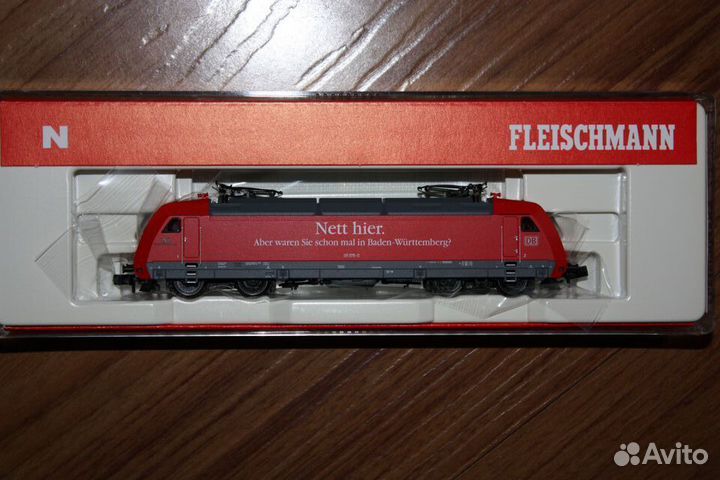 N
FLEISCHMANN
Nett hier.
Aber waren Sie schon mal in Baden-Württemberg?
DB
Avito